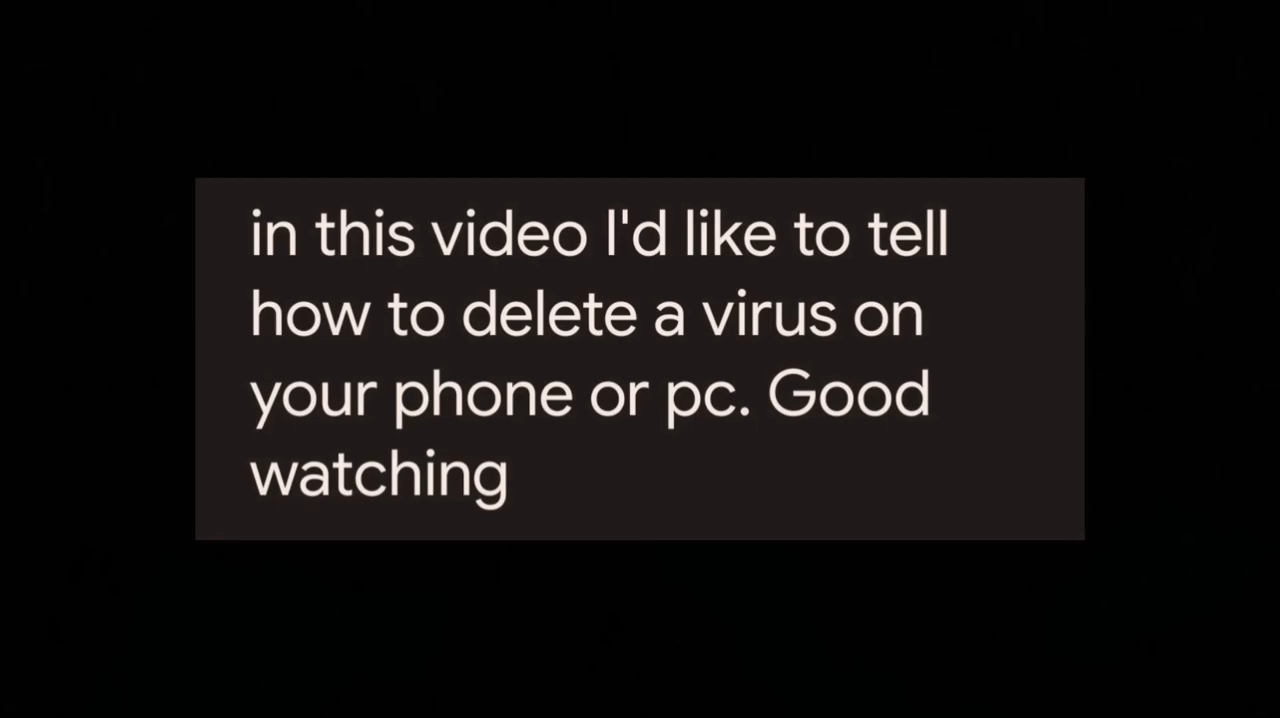 in this video I'd like to tell
how to delete a virus on
your phone or pc. Good
watching